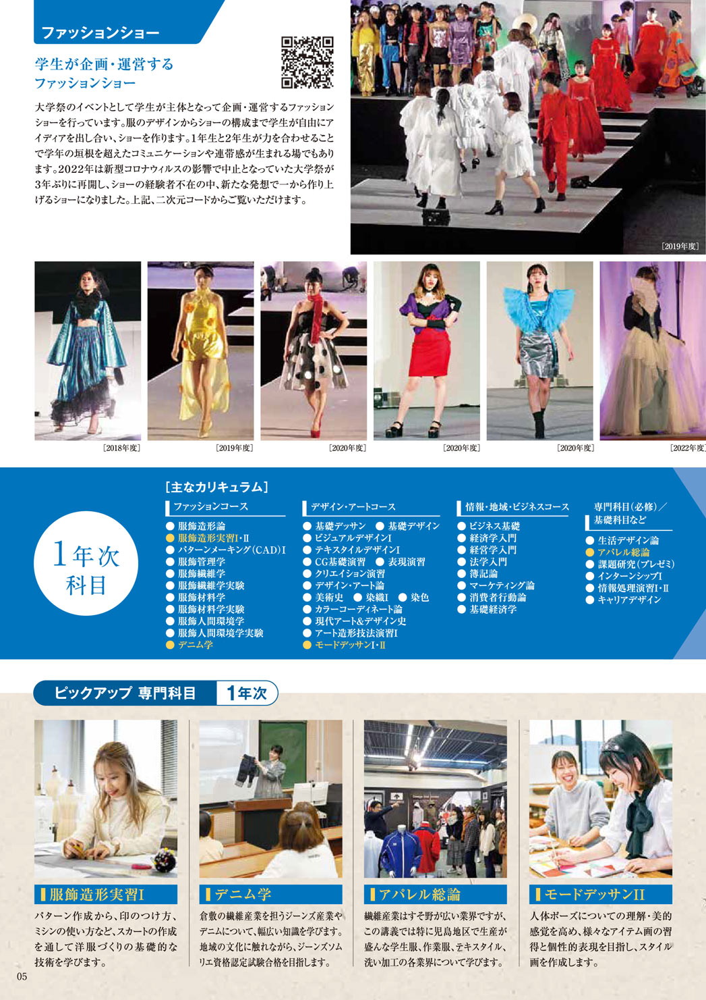 ファッションショー
学生が企画・運営する
ファッションショー
大学祭のイベントとして学生が主体となって企画・運営するファッション
ショーを行っています。服のデザインからショーの構成まで学生が自由にア
イディアを出し合い、ショーを作ります。1年生と2年生が力を合わせること
で学年の垣根を超えたコミュニケーションや連帯感が生まれる場でもあり
ます。2022年は新型コロナウィルスの影響で中止となっていた大学祭が
3年ぶりに再開し、ショーの経験者不在の中、新たな発想で一から作り上
げるショーになりました。上記、二次元コードからご覧いただけます。
［2019年度］
［2018年度］
［2019年度］
［2020年度］
［2020年度］
［2020年度］
［2022年度］
1年次
科目
［主なカリキュラム］
ファッションコース
● 服飾造形論
● 服飾造形実習I・II
● パターンメーキング（CAD）I
● 服飾管理学
● 服飾繊維学
● 服飾繊維学実験
● 服飾材料学
● 服飾材料学実験
● 服飾人間環境学
● 服飾人間環境学実験
● デニム学
デザイン・アートコース
● 基礎デッサン ● 基礎デザイン
● ビジュアルデザインI
● テキスタイルデザインI
● CG基礎演習 ● 表現演習
● クリエイション演習
● デザイン・アート論
● 美術史 ● 染織I ● 染色
● カラーコーディネート論
● 現代アート&デザイン史
● アート造形技法演習I
● モードデッサンI・II
情報・地域・ビジネスコース
● ビジネス基礎
● 経済学入門
● 経営学入門
● 法学入門
● 簿記論
● マーケティング論
● 消費者行動論
● 基礎経済学
専門科目（必修）／
基礎科目など
● 生活デザイン論
● アパレル総論
● 課題研究（プレゼミ）
● インターンシップI
● 情報処理演習I・II
● キャリアデザイン
ピックアップ 専門科目 1年次
服飾造形実習I
パターン作成から、印のつけ方、
ミシンの使い方など、スカートの作成
を通して洋服づくりの基礎的な
技術を学びます。
デニム学
倉敷の繊維産業を担うジーンズ産業や
デニムについて、幅広い知識を学びます。
地域の文化に触れながら、ジーンズソム
リエ資格認定試験合格を目指します。
アパレル総論
繊維産業はすそ野が広い業界ですが、
この講義では特に児島地区で生産が
盛んな学生服、作業服、テキスタイル、
洗い加工の各業界について学びます。
モードデッサンII
人体ポーズについての理解・美的
感覚を高め、様々なアイテム画の習
得と個性的表現を目指し、スタイル
画を作成します。
05